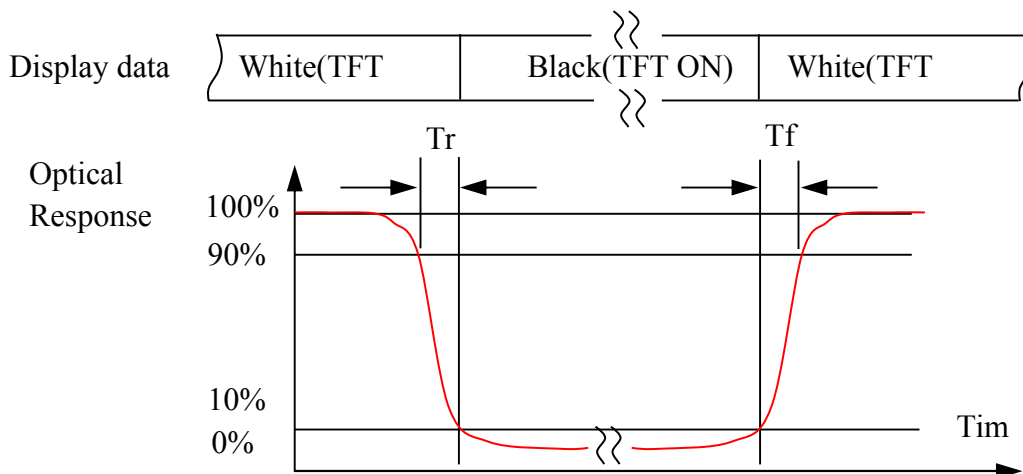 Display data White(TFT Black(TFT ON) White(TFT
Tr Tf
Optical
Response
100%
90%
10%
0%
Tim